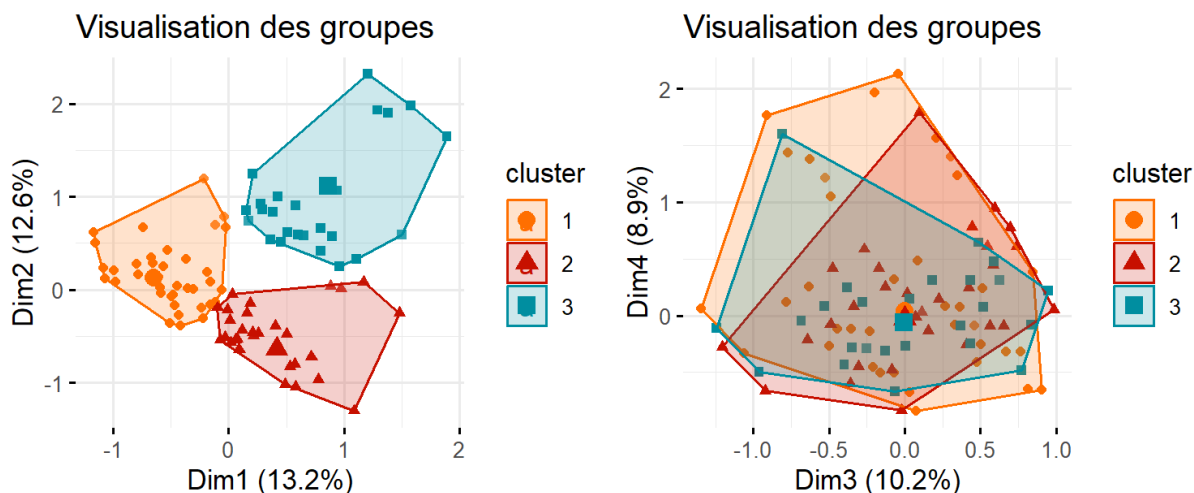 Visualisation des groupes
Dim2 (12.6%)
2
1
0
-1
-1
0
1
2
Dim1 (13.2%)
cluster
1
2
3
Visualisation des groupes
Dim4 (8.9%)
2
1
0
-1.0
-0.5
0.0
0.5
1.0
Dim3 (10.2%)
cluster
1
2
3